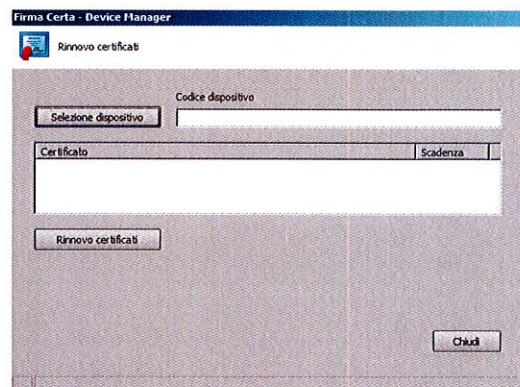 Firma Certa - Device Manager
Rinnovo certificati
Codice dispositivo
Selezione dispositivo
Certificato Scadenza
Rinnovo certificati
Chiudi